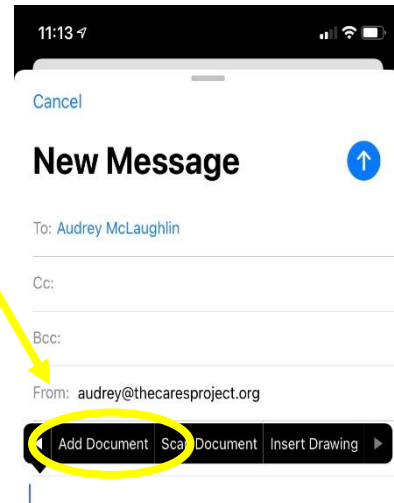 11:13
Cancel
New Message
To: Audrey McLaughlin
Cc:
Bcc:
From: audrey@thecaresproject.org
Add Document Scan Document Insert Drawing